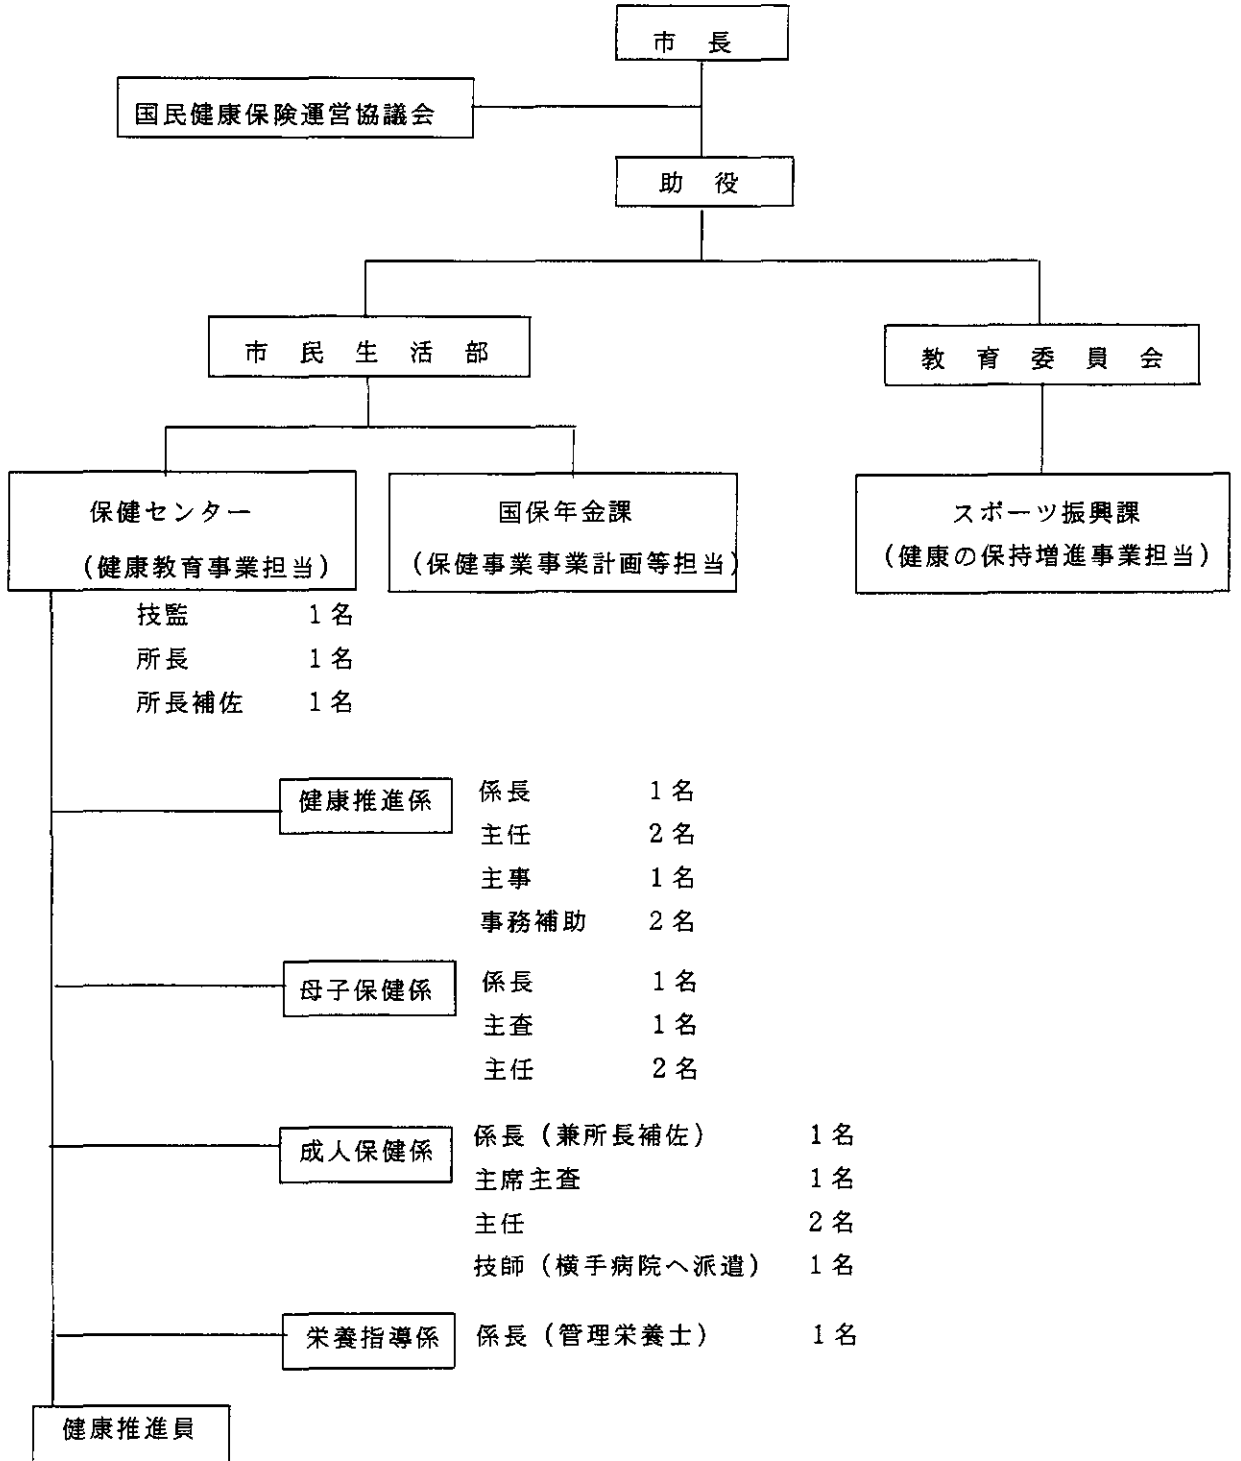 市長
国民健康保険運営協議会
助役
市民生活部
教育委員会
保健センター
(健康教育事業担当)
国保年金課
(保健事業事業計画等担当)
スポーツ振興課
(健康の保持増進事業担当)
技監 1名
所長 1名
所長補佐 1名
健康推進係
係長 1名
主任 2名
主事 1名
事務補助 2名
母子保健係
係長 1名
主査 1名
主任 2名
成人保健係
係長(兼所長補佐) 1名
主席主査 1名
主任 2名
技師(横手病院へ派遣) 1名
栄養指導係
係長(管理栄養士) 1名
健康推進員